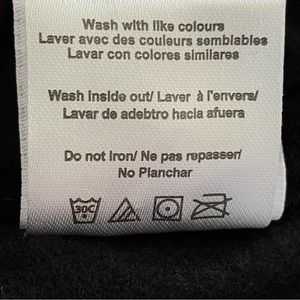 Wash with like colours
Laver avec des couleurs semblables
Lavar con colores similares
Wash inside out/ Laver à l'envers/
Lavar de adebtro hacia afuera
Do not iron/ Ne pas repasser/
No Planchar
30C